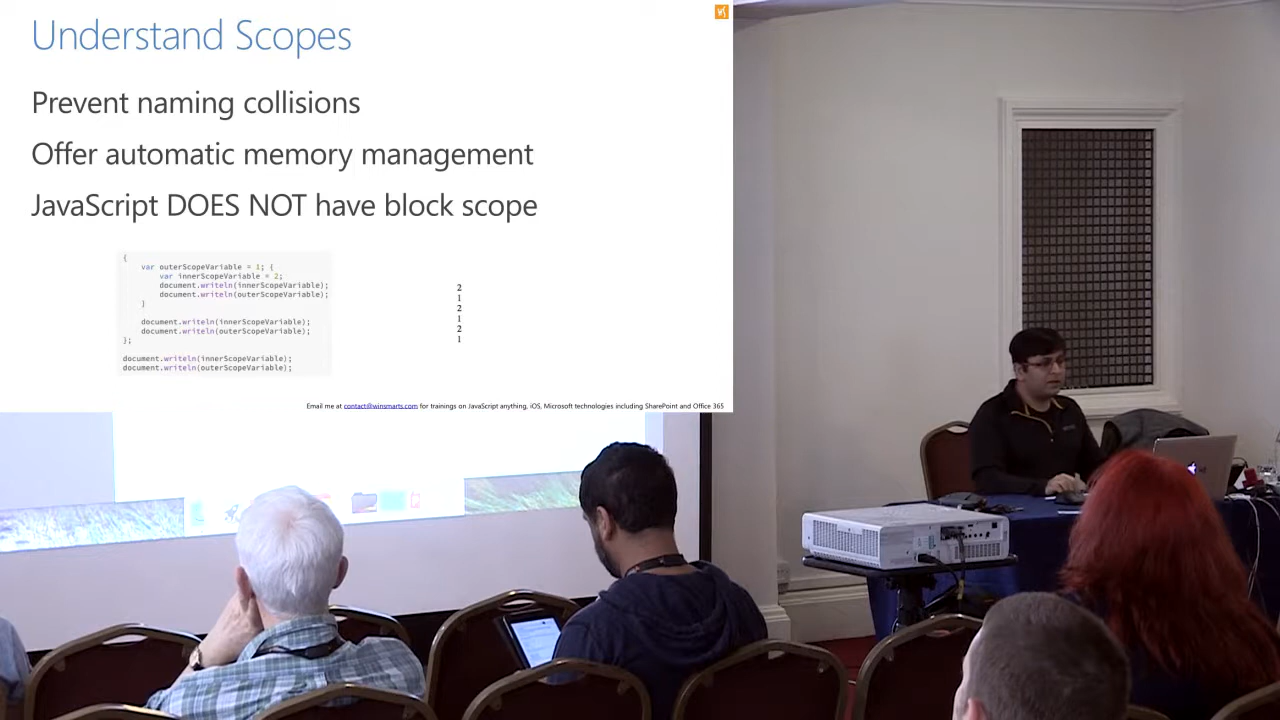 Understand Scopes
Prevent naming collisions
Offer automatic memory management
JavaScript DOES NOT have block scope
{
var outerScopeVariable = 1; {
var innerScopeVariable = 2;
document.writeln(innerScopeVariable);
document.writeln(outerScopeVariable);
}
document.writeln(innerScopeVariable);
document.writeln(outerScopeVariable);
};
document.writeln(innerScopeVariable);
document.writeln(outerScopeVariable);
2
1
2
1
2
1
Email me at contact@winsmarts.com for trainings on JavaScript anything, iOS, Microsoft technologies including SharePoint and Office 365